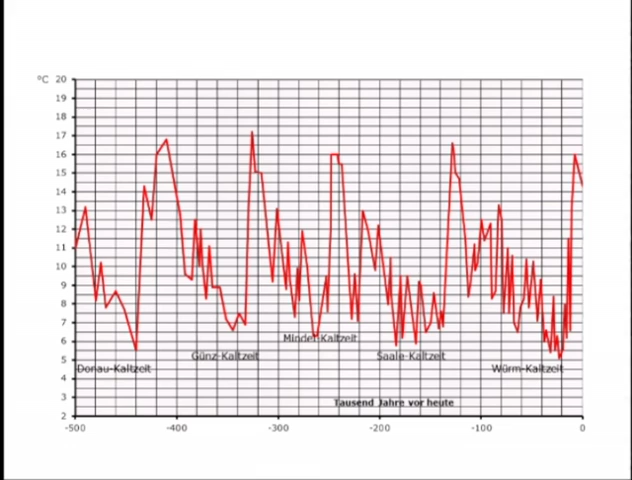 °C 20
19
18
17
16
15
14
13
12
11
10
9
8
7
6
5
4
3
2
Mindel-Kaltzeit
Günz-Kaltzeit
Saale-Kaltzeit
Donau-Kaltzeit
Würm-Kaltzeit
Tausend Jahre vor heute
-500 -400 -300 -200 -100 0